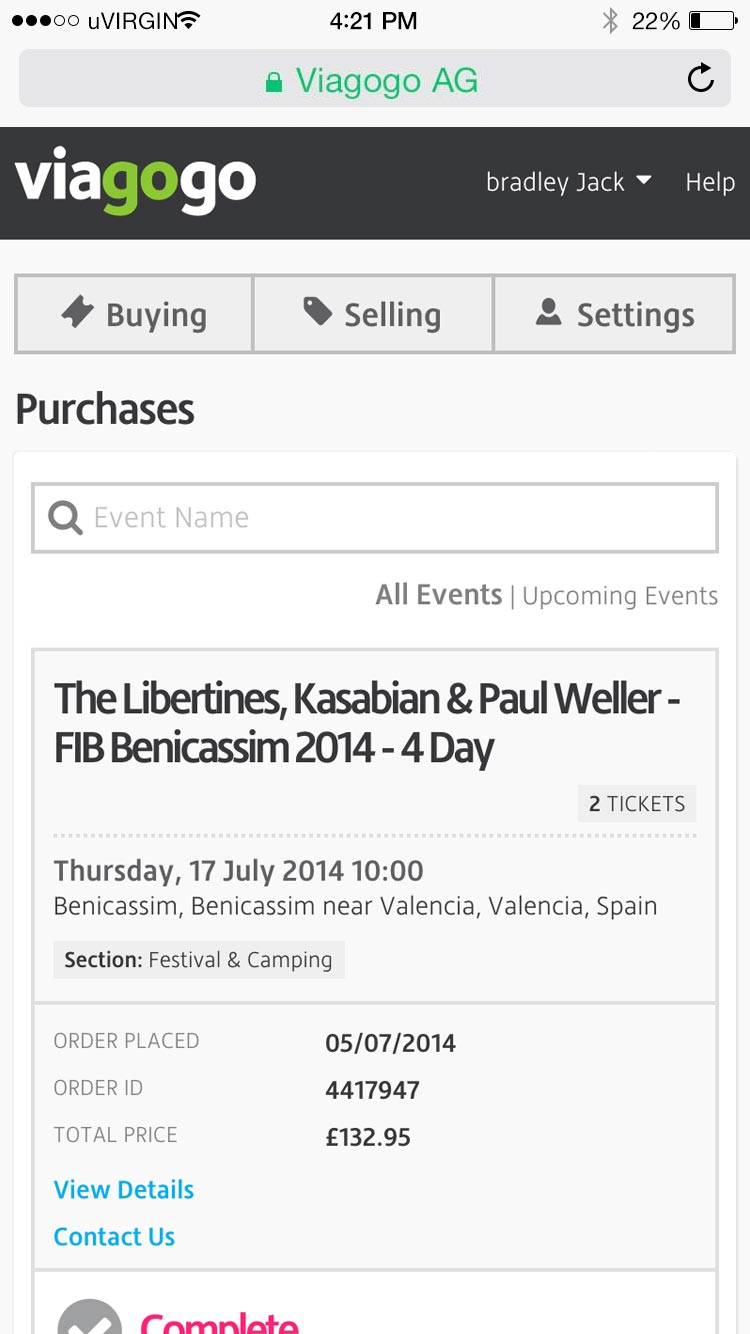 uVIRGIN 4:21 PM 22%
Viagogo AG
viagogo bradley Jack Help
Buying Selling Settings
Purchases
Event Name
All Events | Upcoming Events
The Libertines, Kasabian & Paul Weller -
FIB Benicassim 2014 - 4 Day
2 TICKETS
Thursday, 17 July 2014 10:00
Benicassim, Benicassim near Valencia, Valencia, Spain
Section: Festival & Camping
ORDER PLACED 05/07/2014
ORDER ID 4417947
TOTAL PRICE £132.95
View Details
Contact Us
Complete